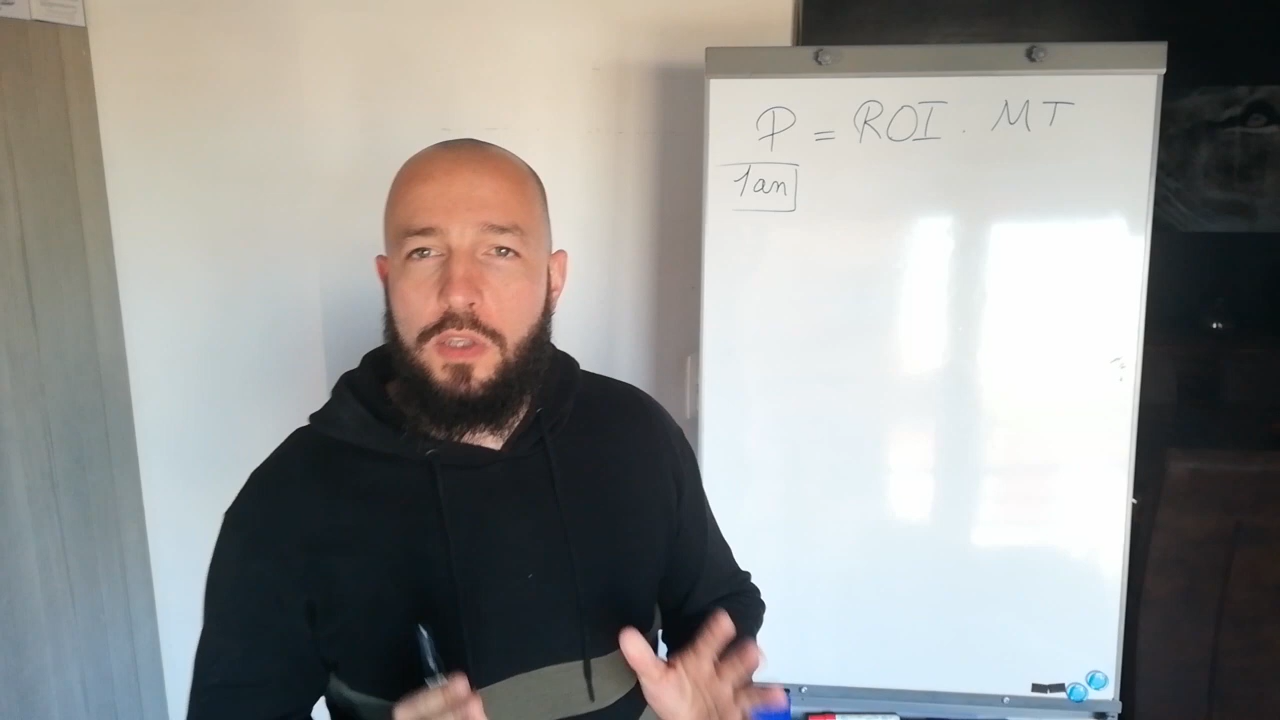 P = ROI . MT
1an